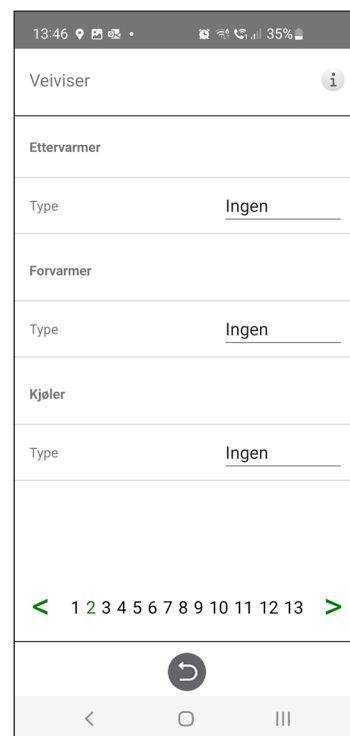 13:46 35%
Veiviser i
Ettervarmer
Type Ingen
Forvarmer
Type Ingen
Kjøler
Type Ingen
< 1 2 3 4 5 6 7 8 9 10 11 12 13 >